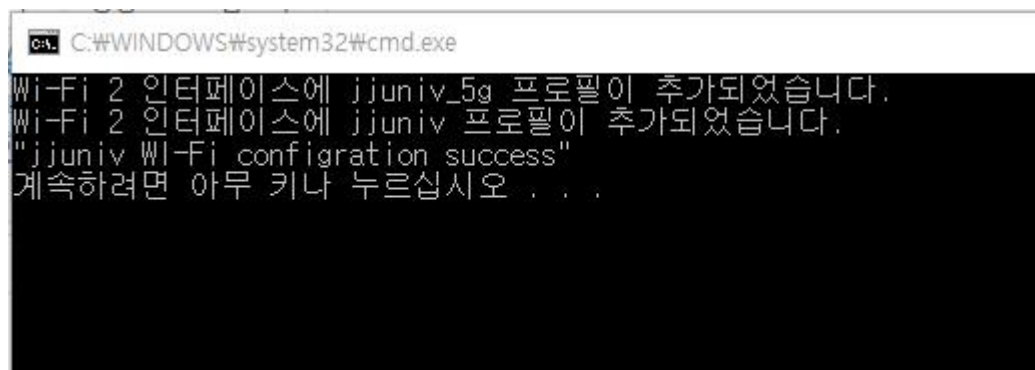 C:₩WINDOWS₩system32₩cmd.exe
Wi-Fi 2 인터페이스에 jjuniv_5g 프로필이 추가되었습니다.
Wi-Fi 2 인터페이스에 jjuniv 프로필이 추가되었습니다.
"jjuniv WI-Fi configration success"
계속하려면 아무 키나 누르십시오 . . .